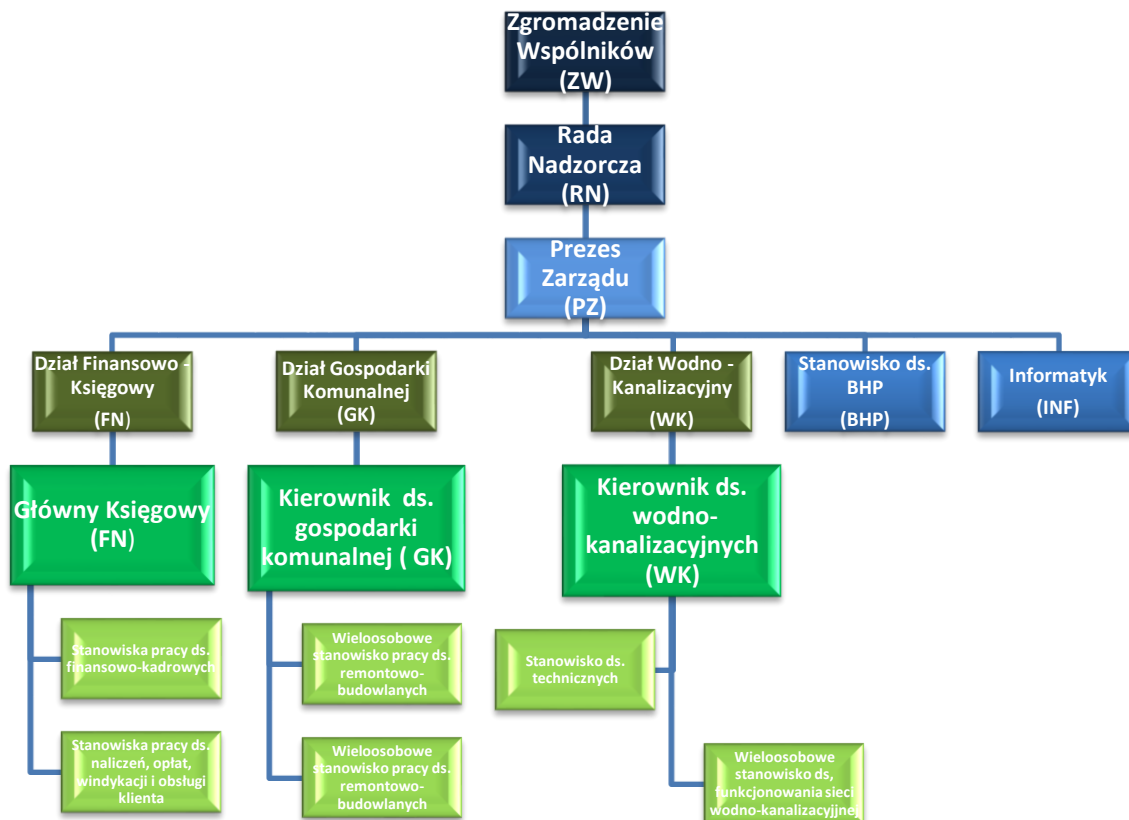 Zgromadzenie
Wspólników
(ZW)
Rada
Nadzorcza
(RN)
Prezes
Zarządu
(PZ)
Dział Finansowo -
Księgowy
(FN)
Dział Gospodarki
Komunalnej
(GK)
Dział Wodno -
Kanalizacyjny
(WK)
Stanowisko ds.
BHP
(BHP)
Informatyk
(INF)
Główny Księgowy
(FN)
Kierownik ds.
gospodarki
komunalnej ( GK)
Kierownik ds.
wodno-
kanalizacyjnych
(WK)
Stanowiska pracy ds.
finansowo-kadrowych
Wieloosobowe
stanowisko pracy ds.
remontowo-
budowlanych
Stanowisko ds.
technicznych
Stanowiska pracy ds.
naliczeń, opłat,
windykacji i obsługi
klienta
Wieloosobowe
stanowisko pracy ds.
remontowo-
budowlanych
Wieloosobowe
stanowisko ds,
funkcjonowania sieci
wodno-kanalizacyjjnej